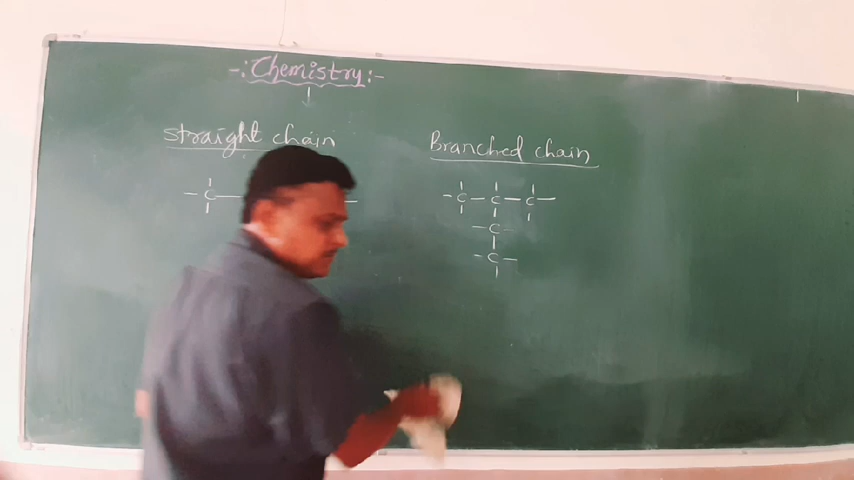 -:Chemistry:-
straight chain
Branched chain
-C-
-C-C-C-
-C-
-C-